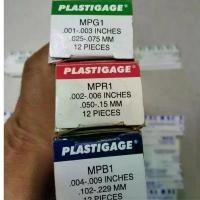 PLASTIGAGE®
MPG1
.001-.003 INCHES
.025-.075 MM
12 PIECES
PLASTIGAGE®
MPR1
.002-.006 INCHES
.050-.15 MM
12 PIECES
PLASTIGAGE®
MPB1
.004-.009 INCHES
.102-.229 MM
12 PIECES